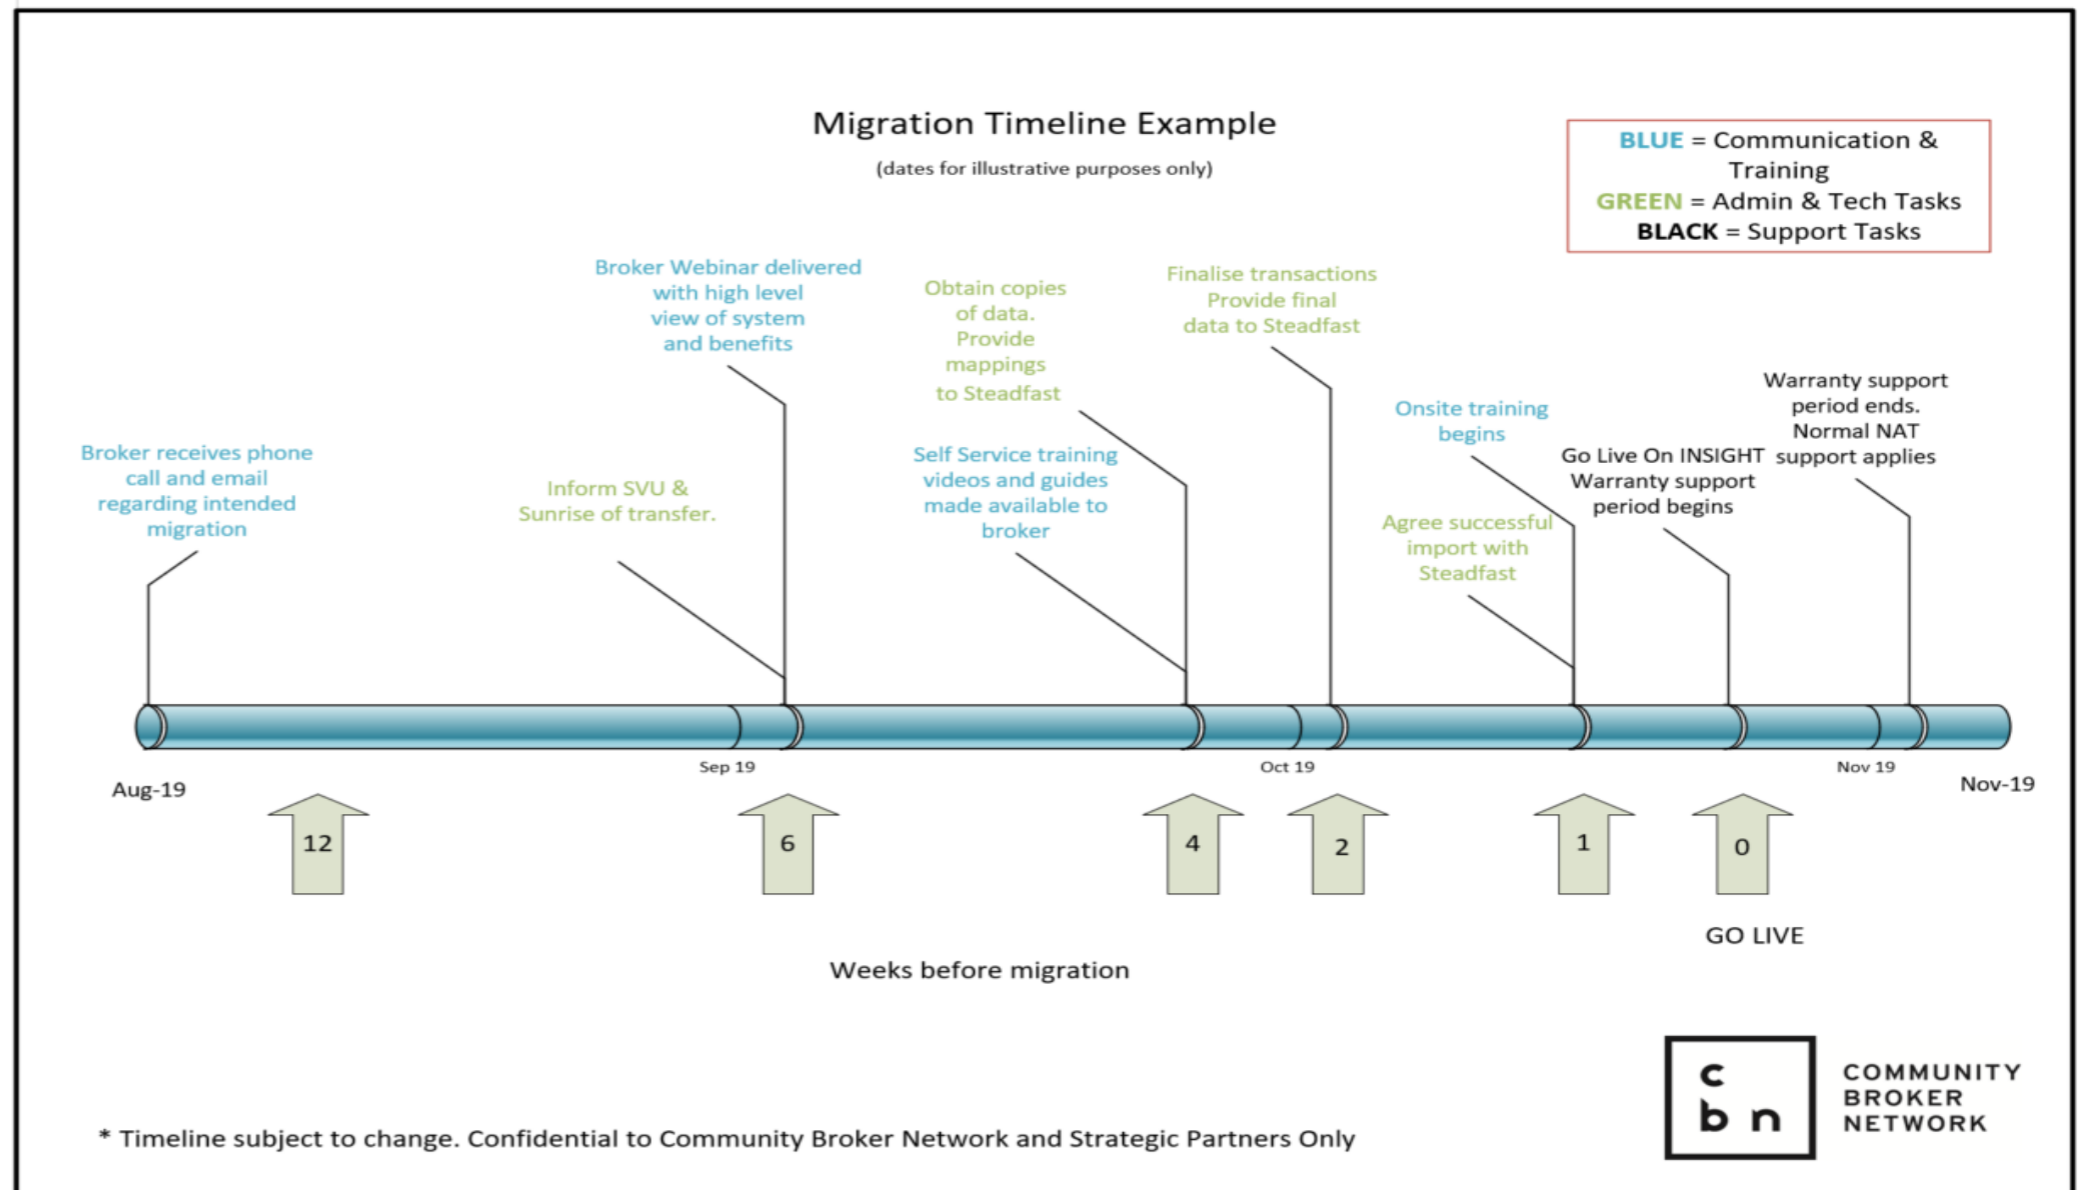 Migration Timeline Example
(dates for illustrative purposes only)
BLUE = Communication &
Training
GREEN = Admin & Tech Tasks
BLACK = Support Tasks
Broker receives phone
call and email
regarding intended
migration
Inform SVU &
Sunrise of transfer.
Broker Webinar delivered
with high level
view of system
and benefits
Obtain copies
of data.
Provide
mappings
to Steadfast
Self Service training
videos and guides
made available to
broker
Finalise transactions
Provide final
data to Steadfast
Onsite training
begins
Agree successful
import with
Steadfast
Go Live On INSIGHT
Warranty support
period begins
Warranty support
period ends.
Normal NAT
support applies
Aug-19
Sep 19
Oct 19
Nov 19
Nov-19
12
6
4
2
1
0
GO LIVE
Weeks before migration
c
b n
COMMUNITY
BROKER
NETWORK
* Timeline subject to change. Confidential to Community Broker Network and Strategic Partners Only